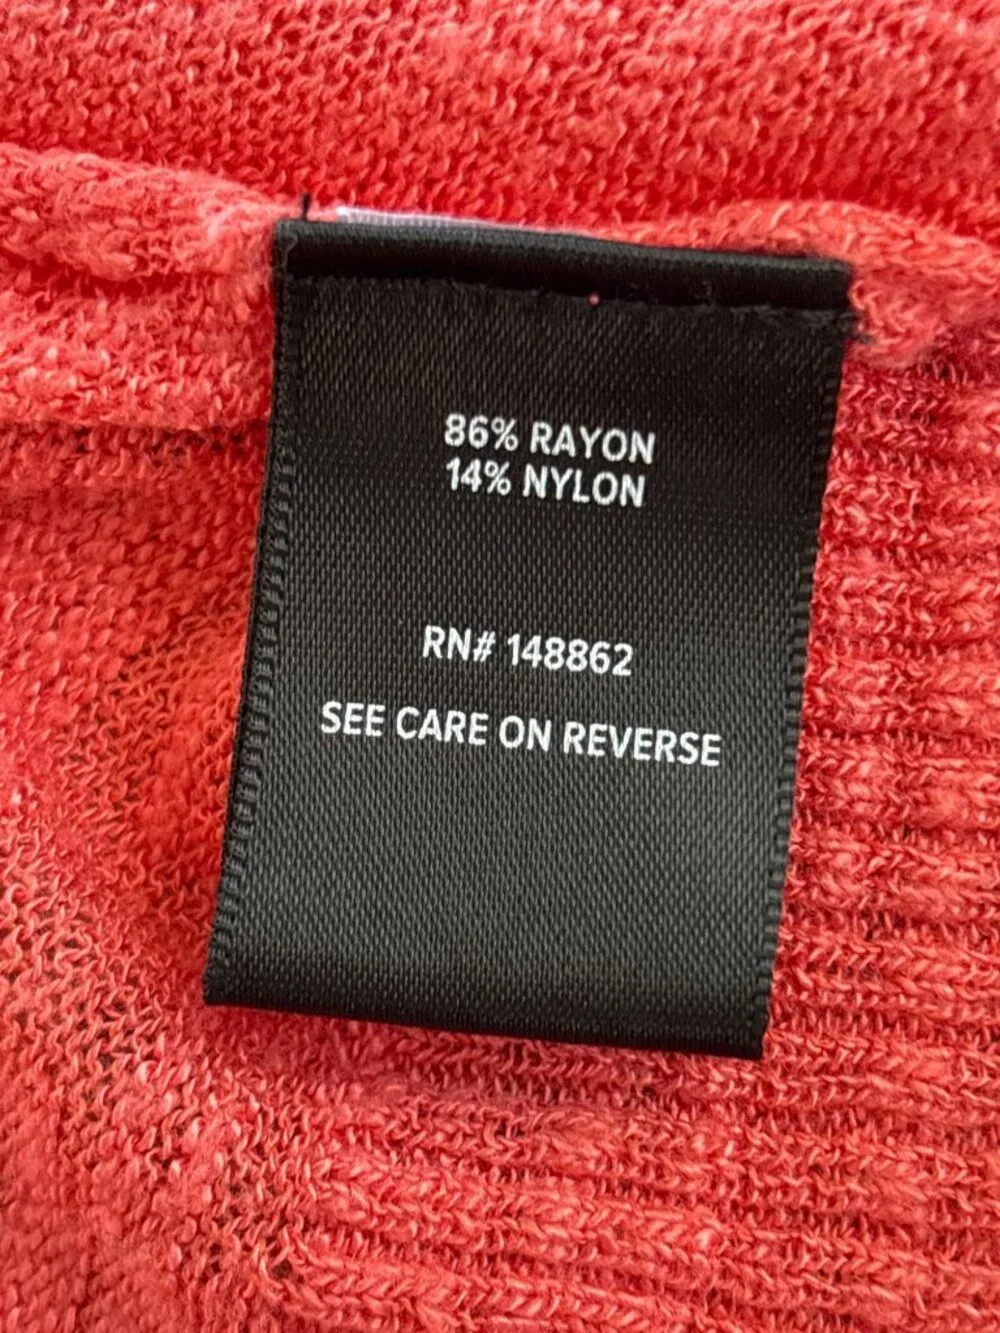 86% RAYON
14% NYLON
RN# 148862
SEE CARE ON REVERSE